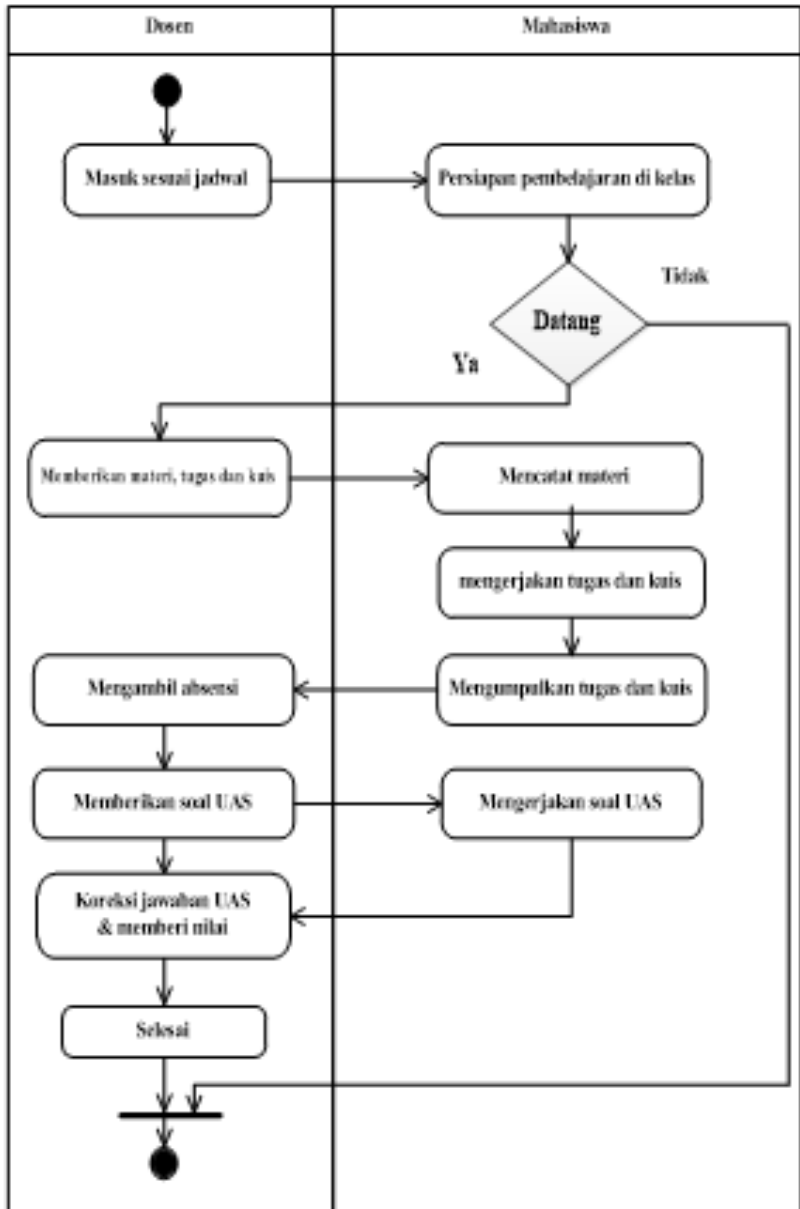 Dosen
Mahasiswa
Masuk sesuai jadwal
Persiapan pembelajaran di kelas
Datang
Tidak
Ya
Memberikan materi, tugas dan kuis
Mencatat materi
mengerjakan tugas dan kuis
Mengambil absensi
Mengumpulkan tugas dan kuis
Memberikan soal UAS
Mengerjakan soal UAS
Koreksi jawaban UAS
& memberi nilai
Selesai